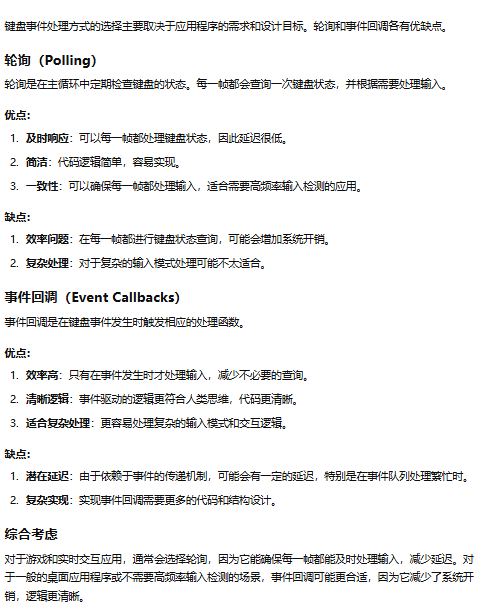 键盘事件处理方式的选择主要取决于应用程序的需求和设计目标。轮询和事件回调各有优缺点。
轮询（Polling）
轮询是在主循环中定期检查键盘的状态。每一帧都会查询一次键盘状态，并根据需要处理输入。
优点：
1. 及时响应：可以每一帧都处理键盘状态，因此延迟很低。
2. 简洁：代码逻辑简单，容易实现。
3. 一致性：可以确保每一帧都处理输入，适合需要高频率输入检测的应用。
缺点：
1. 效率问题：在每一帧都进行键盘状态查询，可能会增加系统开销。
2. 复杂处理：对于复杂的输入模式处理可能不太适合。
事件回调（Event Callbacks）
事件回调是在键盘事件发生时触发相应的处理函数。
优点：
1. 效率高：只有在事件发生时才处理输入，减少不必要的查询。
2. 清晰逻辑：事件驱动的逻辑更符合人类思维，代码更清晰。
3. 适合复杂处理：更容易处理复杂的输入模式和交互逻辑。
缺点：
1. 潜在延迟：由于依赖于事件的传递机制，可能会有一定的延迟，特别是在事件队列处理繁忙时。
2. 复杂实现：实现事件回调需要更多的代码和结构设计。
综合考虑
对于游戏和实时交互应用，通常会选择轮询，因为它能确保每一帧都能及时处理输入，减少延迟。对
于一般的桌面应用程序或不需要高频率输入检测的场景，事件回调可能更合适，因为它减少了系统开
销，逻辑更清晰。